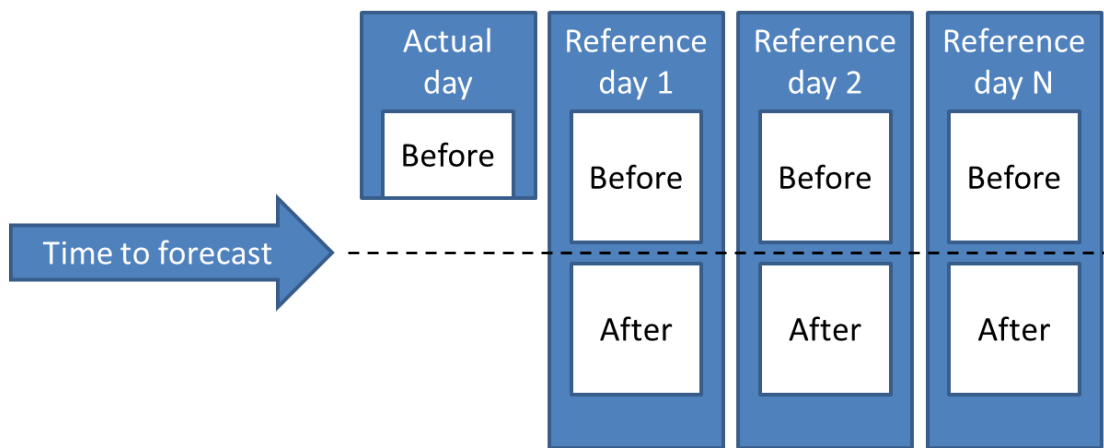 Actual
day
Reference
day 1
Reference
day 2
Reference
day N
Before
Before
Before
Before
Time to forecast
After
After
After